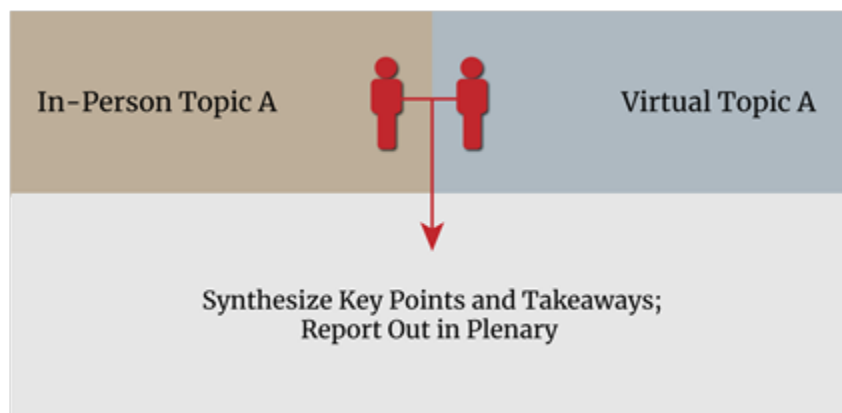 In-Person Topic A
Virtual Topic A
Synthesize Key Points and Takeaways;
Report Out in Plenary